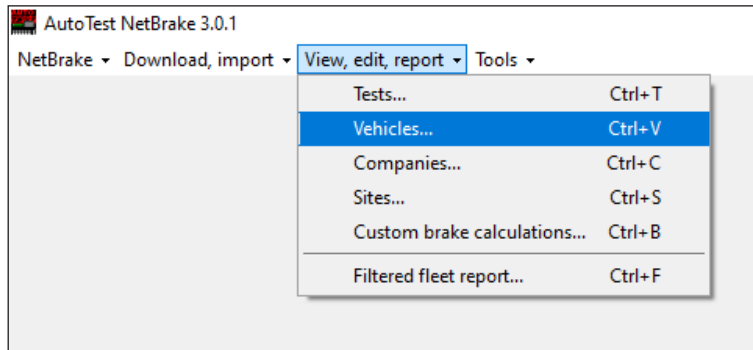 AutoTest NetBrake 3.0.1
NetBrake Download, import View, edit, report Tools
Tests... Ctrl+T
Vehicles... Ctrl+V
Companies... Ctrl+C
Sites... Ctrl+S
Custom brake calculations... Ctrl+B
Filtered fleet report... Ctrl+F